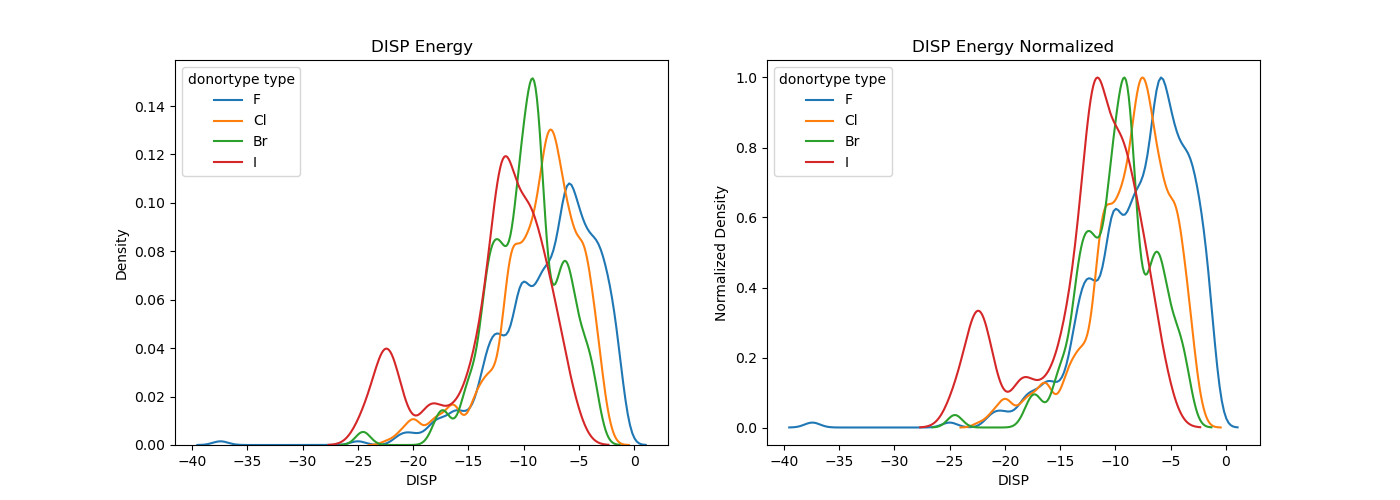 DISP Energy
donortype type
F
Cl
Br
I
0.14
0.12
0.10
0.08
0.06
0.04
0.02
0.00
Density
−40 −35 −30 −25 −20 −15 −10 −5 0
DISP
DISP Energy Normalized
donortype type
F
Cl
Br
I
1.0
0.8
0.6
0.4
0.2
0.0
Normalized Density
−40 −35 −30 −25 −20 −15 −10 −5 0
DISP